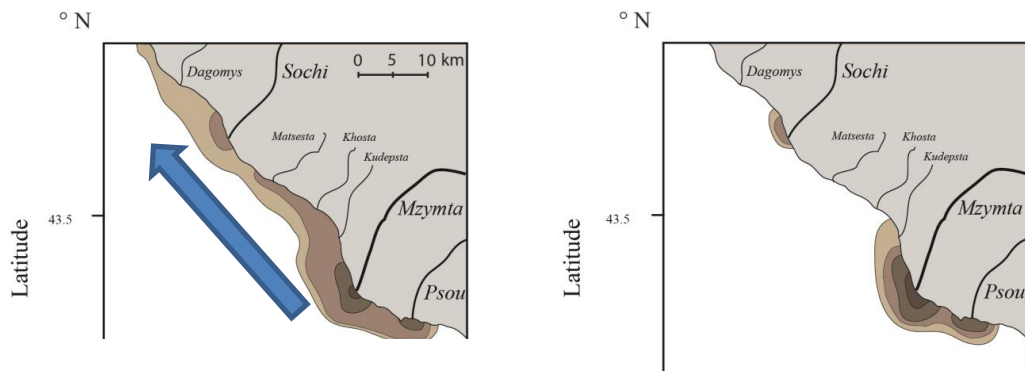 ° N
Dagomys
Sochi
0 5 10 km
Matsesta
Khosta
Kudepsta
43.5
Mzymta
Latitude
Psou
° N
Dagomys
Sochi
Matsesta
Khosta
Kudepsta
43.5
Mzymta
Latitude
Psou